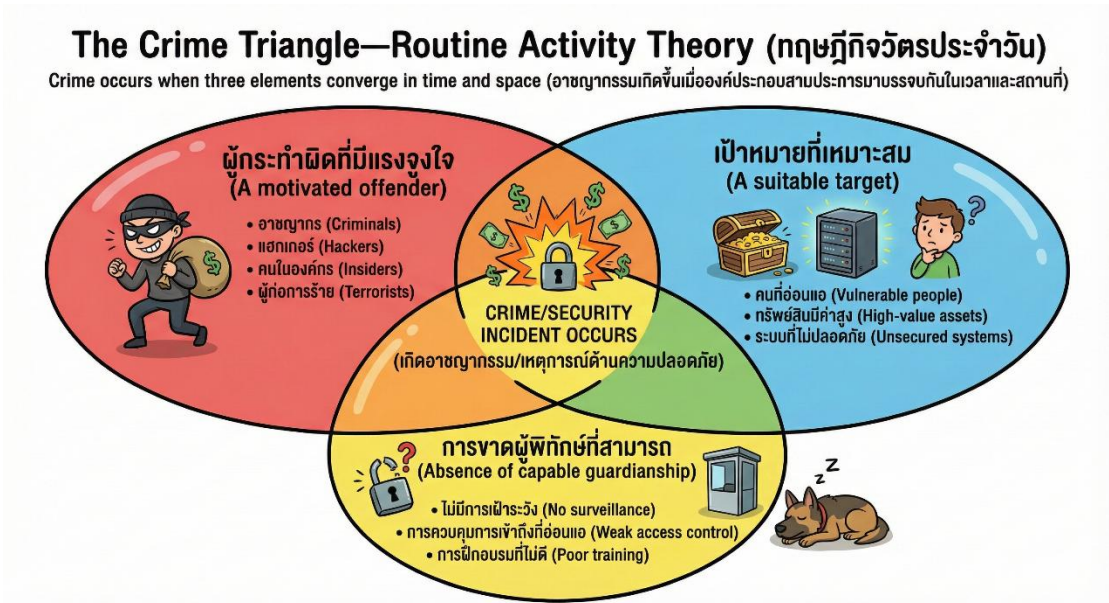 The Crime Triangle—Routine Activity Theory (ทฤษฎีกิจวัตรประจำวัน)
Crime occurs when three elements converge in time and space (อาชญากรรมเกิดขึ้นเมื่อองค์ประกอบสามประการมาบรรจบกันในเวลาและสถานที่)
ผู้กระทำผิดที่มีแรงจูงใจ
(A motivated offender)
• อาชญากร (Criminals)
• แฮกเกอร์ (Hackers)
• คนในองค์กร (Insiders)
• ผู้ก่อการร้าย (Terrorists)
เป้าหมายที่เหมาะสม
(A suitable target)
• คนที่อ่อนแอ (Vulnerable people)
• ทรัพย์สินมีค่าสูง (High-value assets)
• ระบบที่ไม่ปลอดภัย (Unsecured systems)
CRIME/SECURITY
INCIDENT OCCURS
(เกิดอาชญากรรม/เหตุการณ์ด้านความปลอดภัย)
การขาดผู้พิทักษ์ที่สามารถ
(Absence of capable guardianship)
• ไม่มีการเฝ้าระวัง (No surveillance)
• การควบคุมการเข้าถึงที่อ่อนแอ (Weak access control)
• การฝึกอบรมที่ไม่ดี (Poor training)
z Z Z